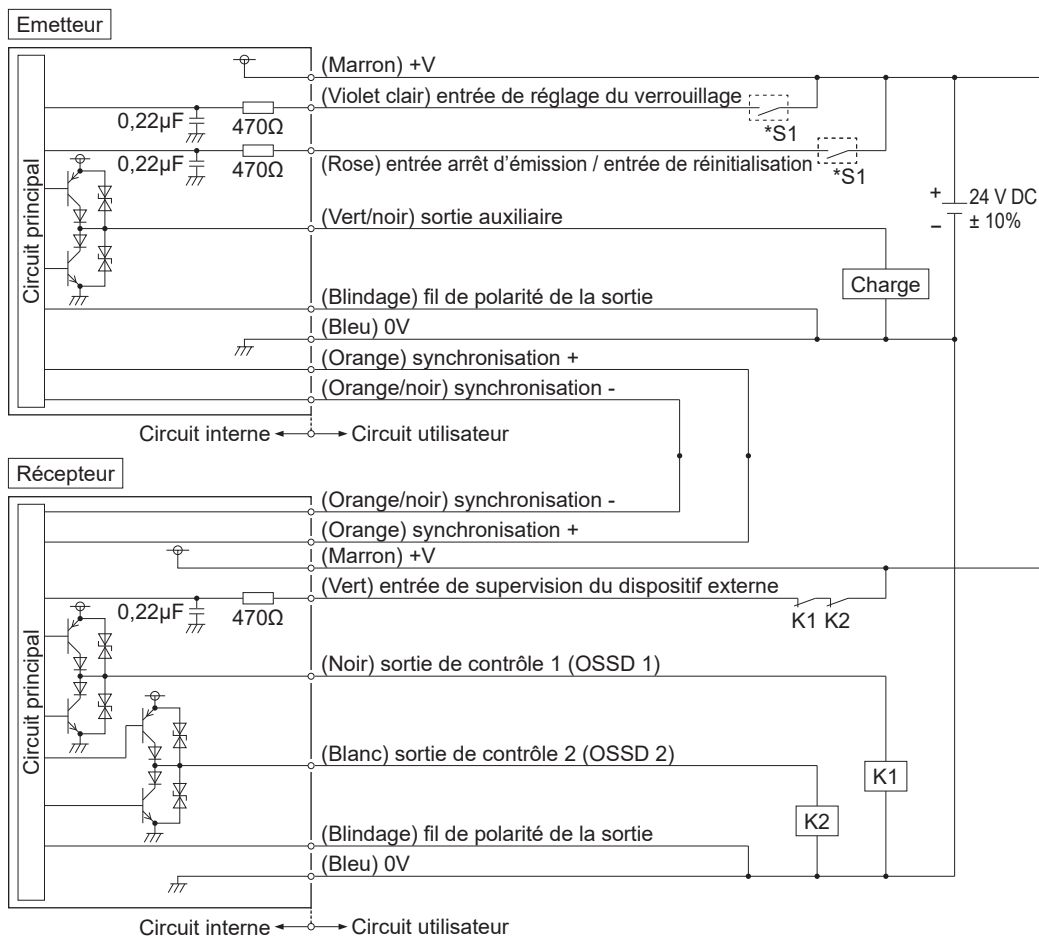 Emetteur
Circuit principal
(Marron) +V
(Violet clair) entrée de réglage du verrouillage
0,22µF
470Ω
*S1
(Rose) entrée arrêt d'émission / entrée de réinitialisation
0,22µF
470Ω
*S1
+
24 V DC
–
± 10%
(Vert/noir) sortie auxiliaire
Charge
(Blindage) fil de polarité de la sortie
(Bleu) 0V
(Orange) synchronisation +
(Orange/noir) synchronisation -
Circuit interne
Circuit utilisateur
Récepteur
Circuit principal
(Orange/noir) synchronisation -
(Orange) synchronisation +
(Marron) +V
(Vert) entrée de supervision du dispositif externe
0,22µF
470Ω
K1 K2
(Noir) sortie de contrôle 1 (OSSD 1)
(Blanc) sortie de contrôle 2 (OSSD 2)
K1
K2
(Blindage) fil de polarité de la sortie
(Bleu) 0V
Circuit interne
Circuit utilisateur